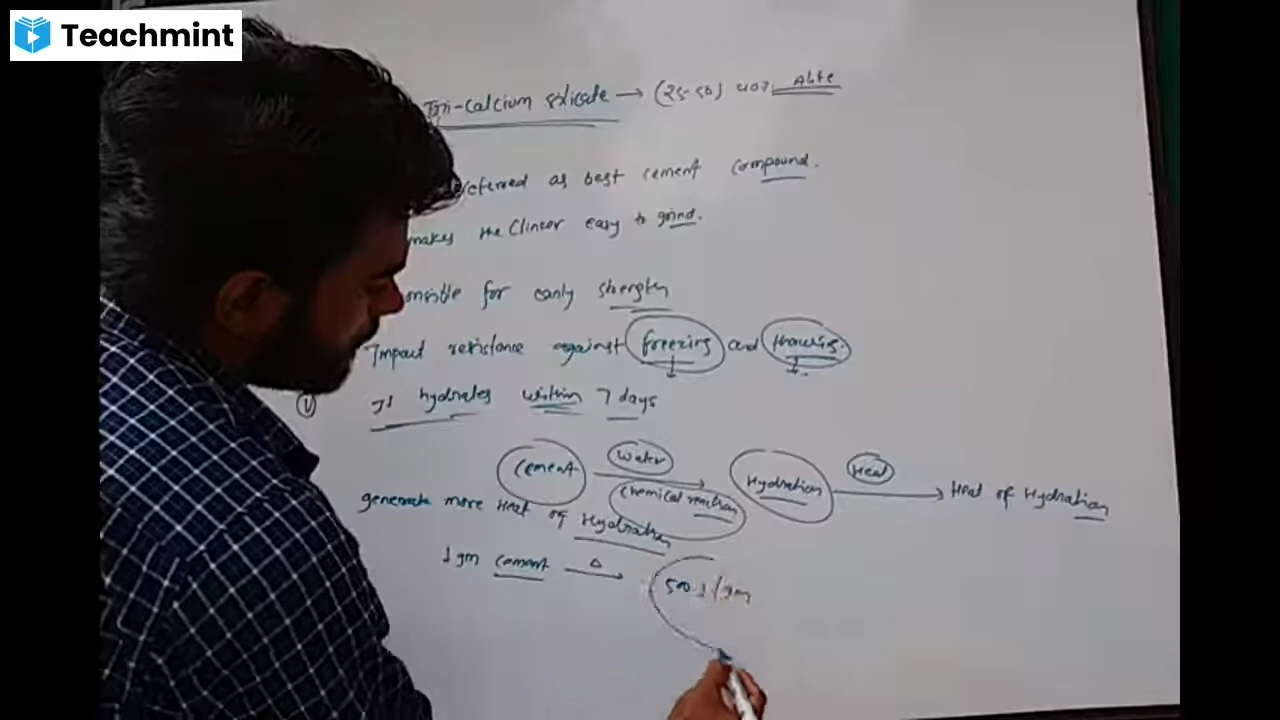 Teachmint
Tri-Calcium silicate → (25-50) 40% Alite
referred as best cement compound.
makes the Clincer easy to grind.
onsible for early strength
Impact resistance against freezing and thawing.
(V) It hydrates within 7 days
Cement Water Hydration Heat Heat of Hydration
Chemical reaction
generate more Heat of Hydration
1 gm cement Δ → 500 J/gm